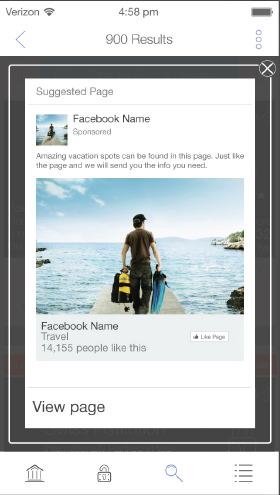 Verizon 4:58 pm
900 Results
Suggested Page
Facebook Name
Sponsored
Amazing vacation spots can be found in this page. Just like
the page and we will send you the info you need.
Facebook Name
Travel
Like Page
14,155 people like this
View page